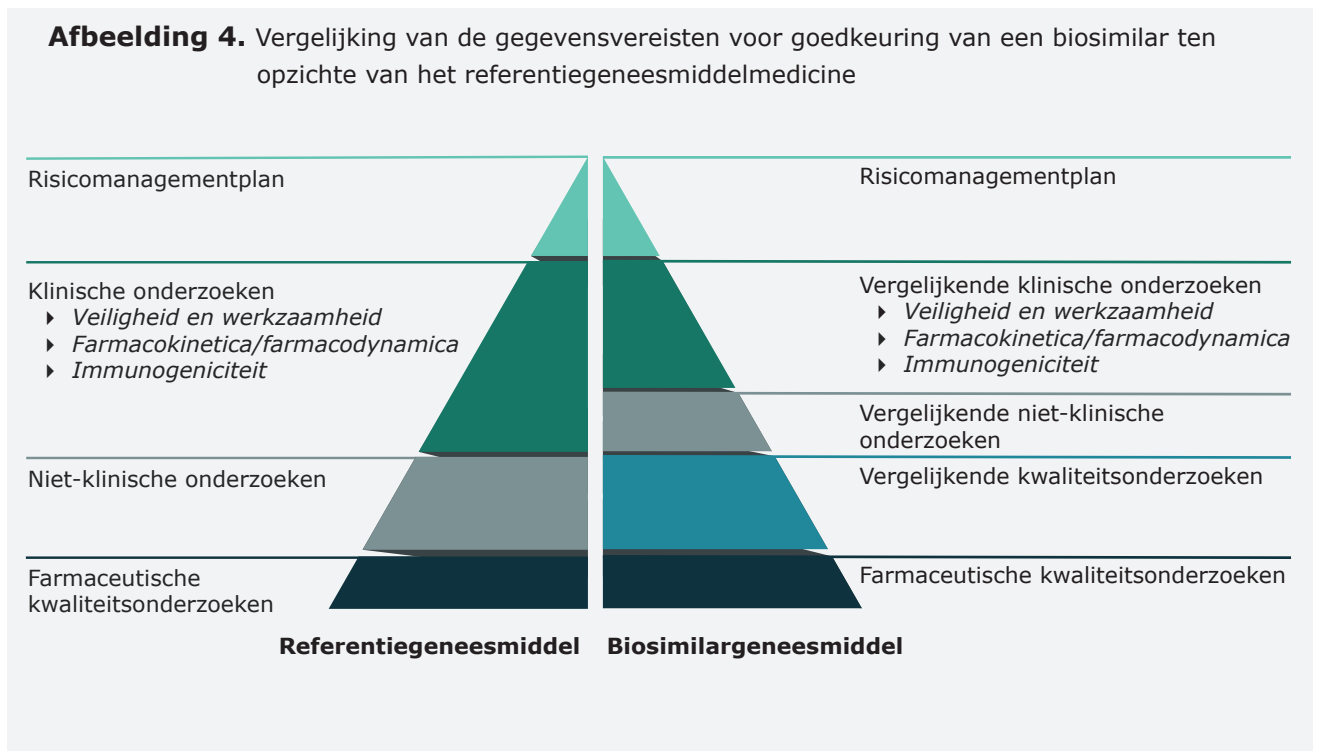 Afbeelding 4. Vergelijking van de gegevensvereisten voor goedkeuring van een biosimilar ten
opzichte van het referentiegeneesmiddelmedicine
Risicomanagementplan
Klinische onderzoeken
Veiligheid en werkzaamheid
Farmacokinetica/farmacodynamica
Immunogeniciteit
Niet-klinische onderzoeken
Farmaceutische
kwaliteitsonderzoeken
Referentiegeneesmiddel
Risicomanagementplan
Vergelijkende klinische onderzoeken
Veiligheid en werkzaamheid
Farmacokinetica/farmacodynamica
Immunogeniciteit
Vergelijkende niet-klinische
onderzoeken
Vergelijkende kwaliteitsonderzoeken
Farmaceutische kwaliteitsonderzoeken
Biosimilargeneesmiddel